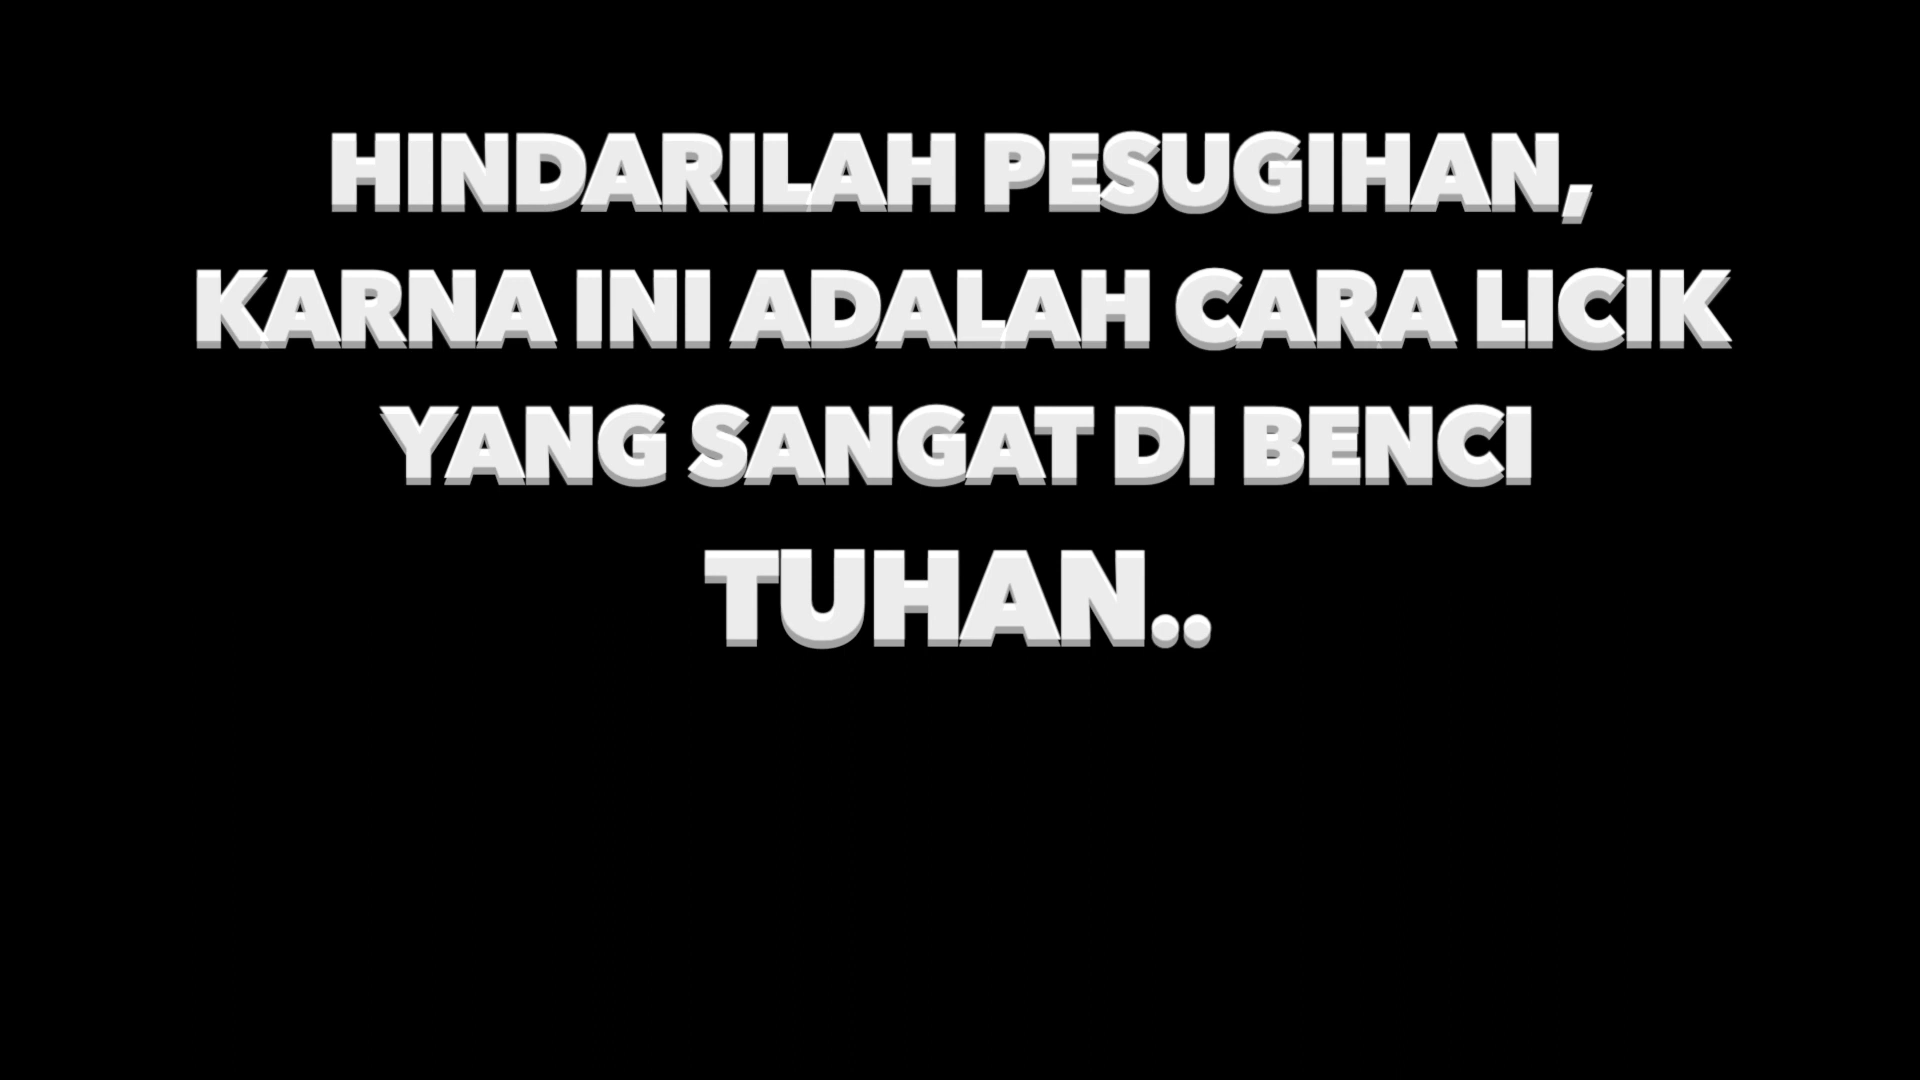 HINDARILAH PESUGIHAN,
KARNA INI ADALAH CARA LICIK
YANG SANGAT DI BENCI
TUHAN..